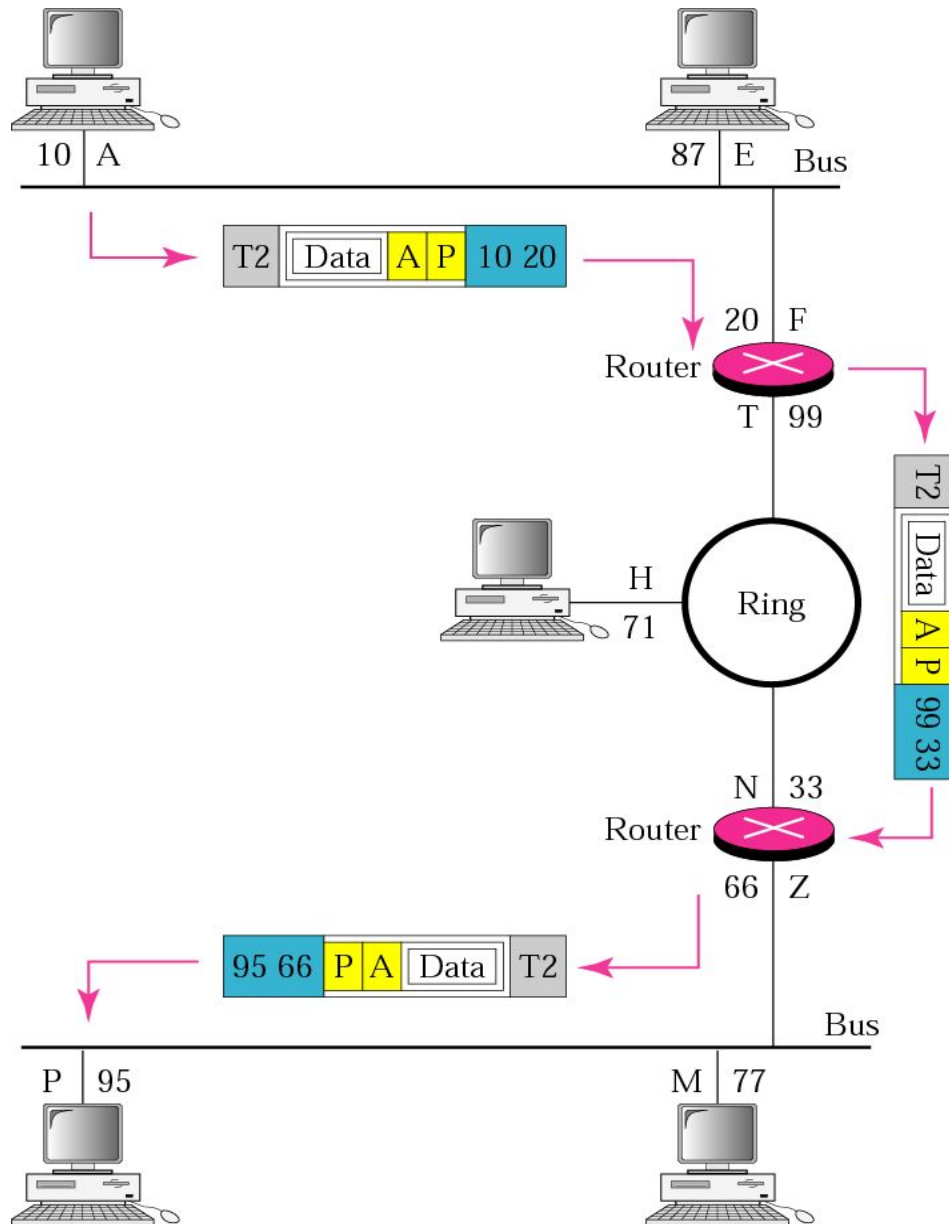 10 A
87 E
Bus
T2 Data A P 10 20
20 F
Router
T 99
T2 Data A P 99 33
H
71
Ring
N 33
Router
66 Z
95 66 P A Data T2
Bus
P 95
M 77